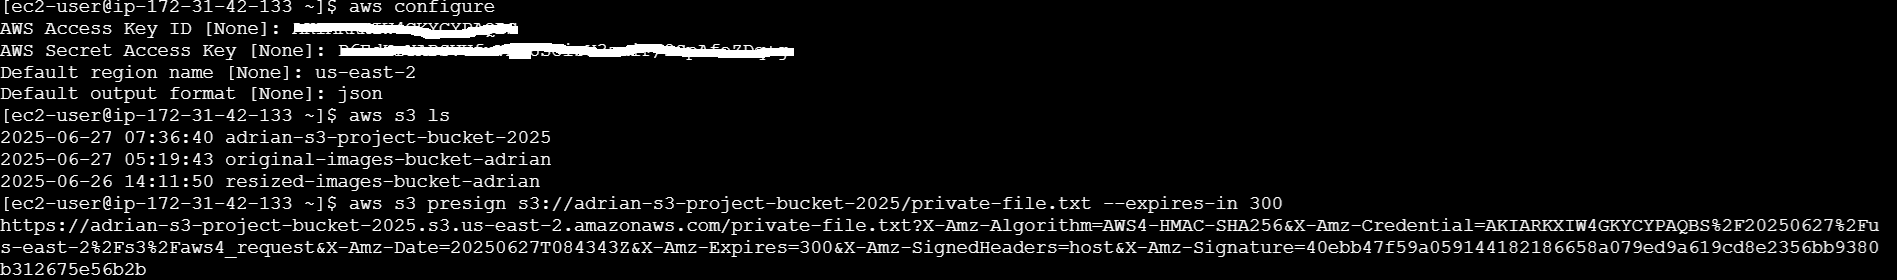 [ec2-user@ip-172-31-42-133 ~]$ aws configure
AWS Access Key ID [None]:
AWS Secret Access Key [None]:
Default region name [None]: us-east-2
Default output format [None]: json
[ec2-user@ip-172-31-42-133 ~]$ aws s3 ls
2025-06-27 07:36:40 adrian-s3-project-bucket-2025
2025-06-27 05:19:43 original-images-bucket-adrian
2025-06-26 14:11:50 resized-images-bucket-adrian
[ec2-user@ip-172-31-42-133 ~]$ aws s3 presign s3://adrian-s3-project-bucket-2025/private-file.txt --expires-in 300
https://adrian-s3-project-bucket-2025.s3.us-east-2.amazonaws.com/private-file.txt?X-Amz-Algorithm=AWS4-HMAC-SHA256&X-Amz-Credential=AKIARKXIW4GKYCYPAQBS%2F20250627%2Fu
s-east-2%2Fs3%2Faws4_request&X-Amz-Date=20250627T084343Z&X-Amz-Expires=300&X-Amz-SignedHeaders=host&X-Amz-Signature=40ebb47f59a059144182186658a079ed9a619cd8e2356bb9380
b312675e56b2b